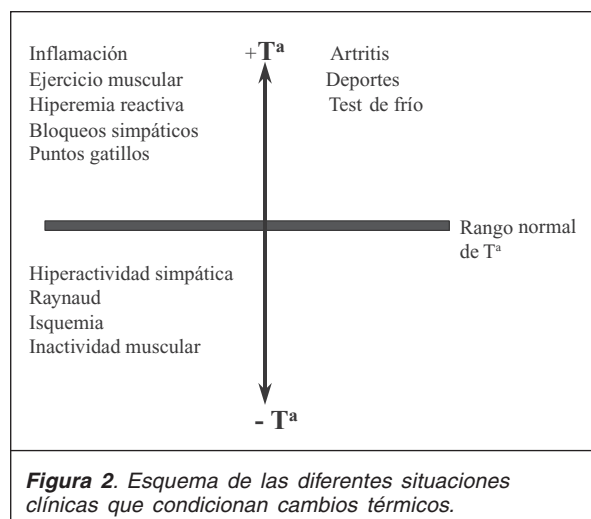 Inflamación
Ejercicio muscular
Hiperemia reactiva
Bloqueos simpáticos
Puntos gatillos
+Tª
Artritis
Deportes
Test de frío
Rango normal
de Tª
Hiperactividad simpática
Raynaud
Isquemia
Inactividad muscular
- Tª
Figura 2. Esquema de las diferentes situaciones
clínicas que condicionan cambios térmicos.